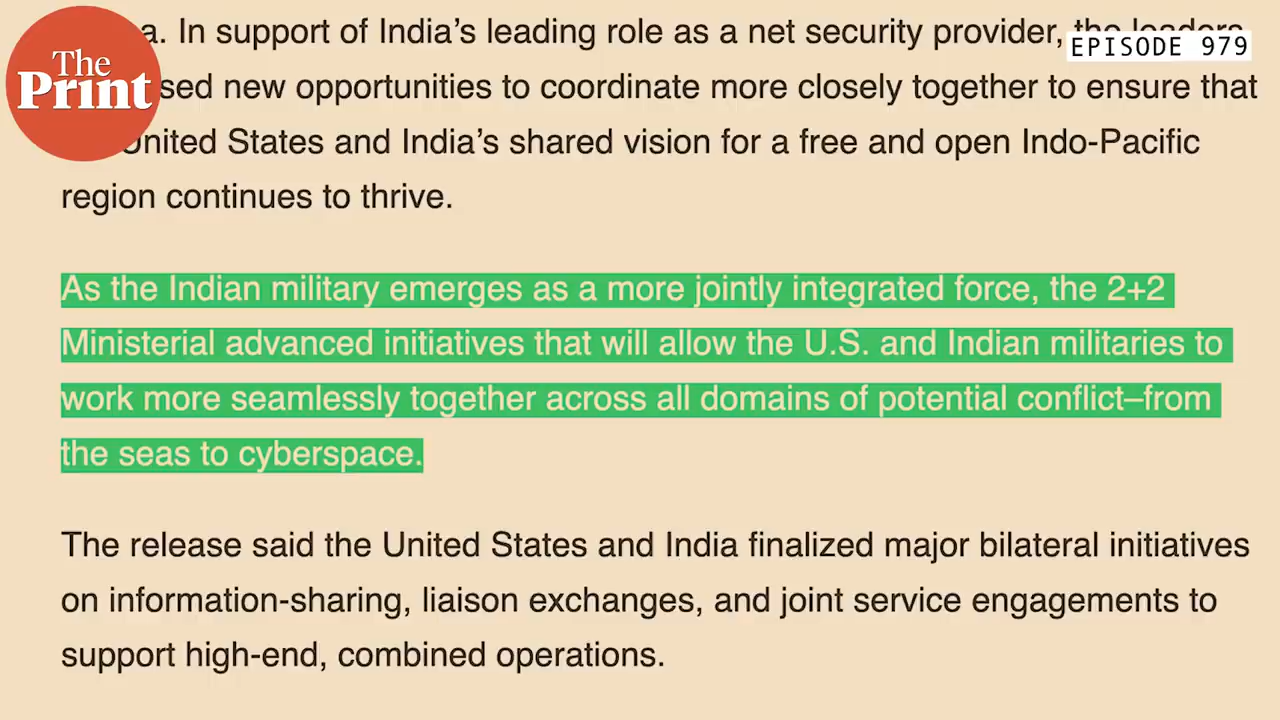 The
Print
EPISODE 979
a. In support of India's leading role as a net security provider, the leaders
sed new opportunities to coordinate more closely together to ensure that
United States and India's shared vision for a free and open Indo-Pacific
region continues to thrive.
As the Indian military emerges as a more jointly integrated force, the 2+2
Ministerial advanced initiatives that will allow the U.S. and Indian militaries to
work more seamlessly together across all domains of potential conflict–from
the seas to cyberspace.
The release said the United States and India finalized major bilateral initiatives
on information-sharing, liaison exchanges, and joint service engagements to
support high-end, combined operations.